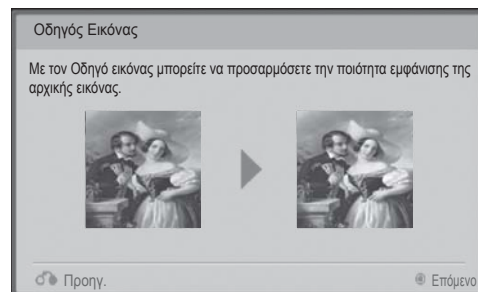 Οδηγός Εικόνας
Με τον Οδηγό εικόνας μπορείτε να προσαρμόσετε την ποιότητα εμφάνισης της
αρχικής εικόνας.
Προηγ.
Επόμενο